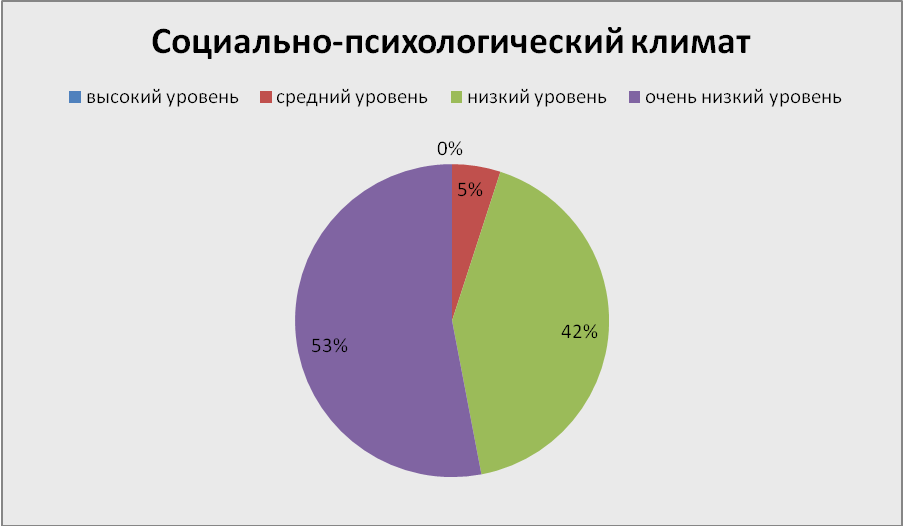 Социально-психологический климат
высокий уровень средний уровень низкий уровень очень низкий уровень
0%
5%
42%
53%